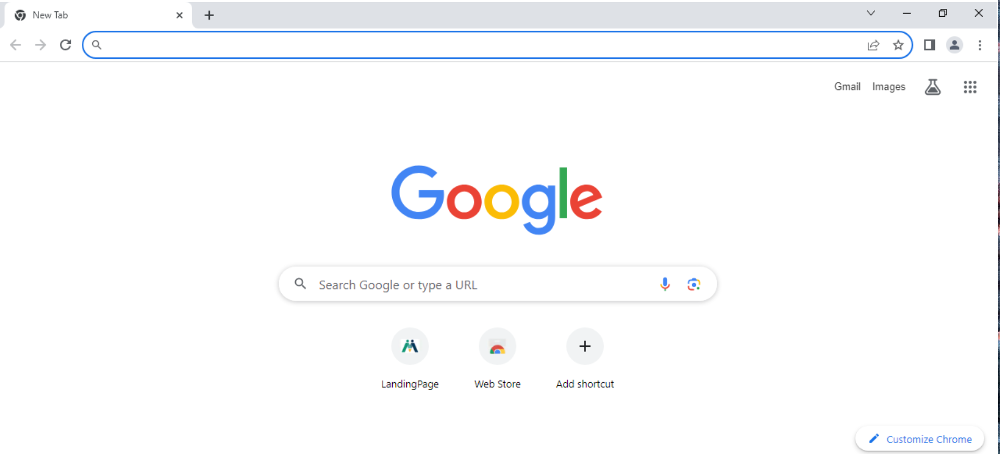 New Tab
Gmail Images
Google
Search Google or type a URL
LandingPage Web Store Add shortcut
Customize Chrome